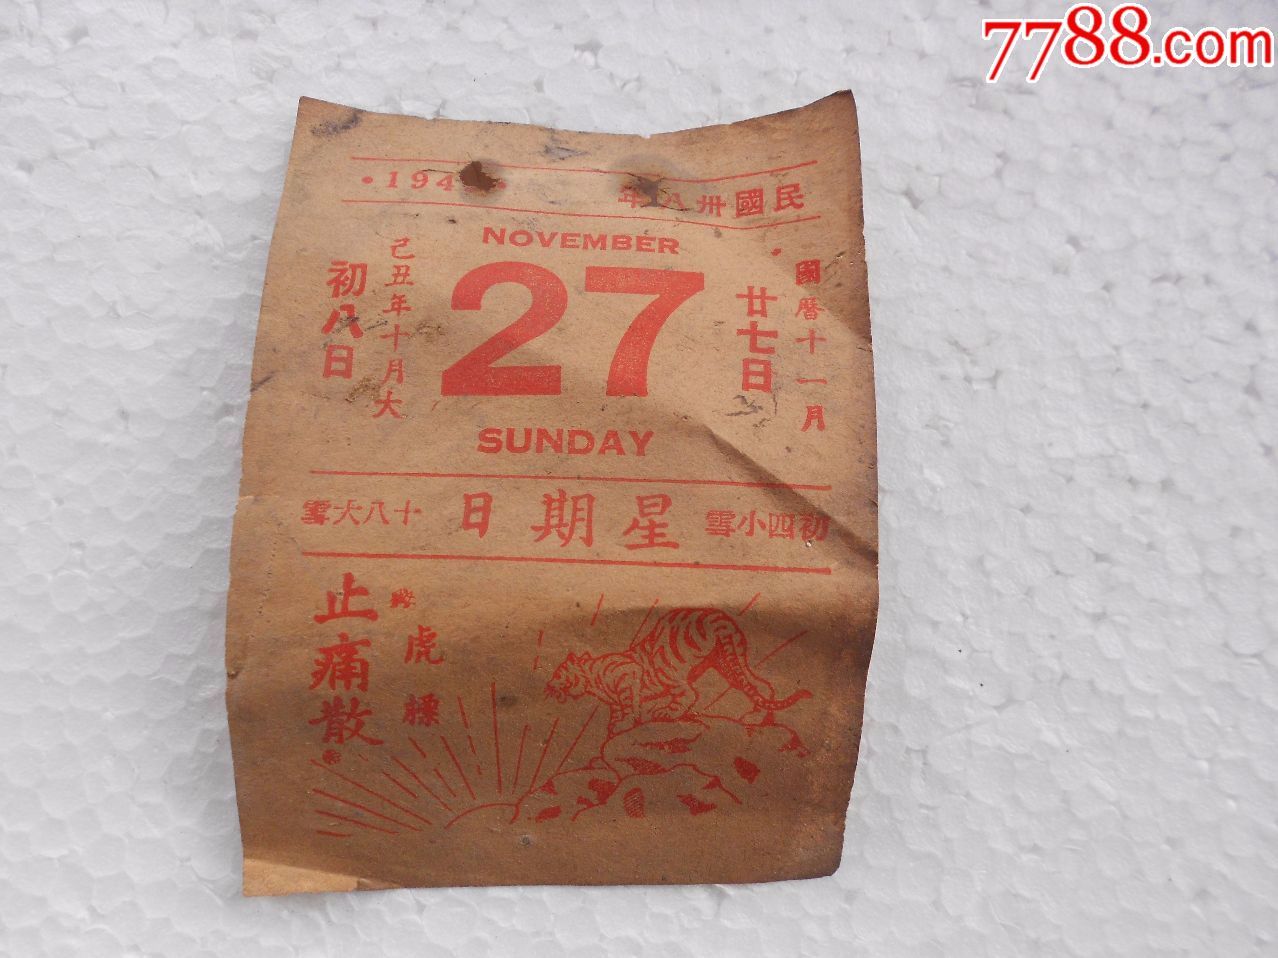 7788.com
·194
民國卅八年
NOVEMBER
27
SUNDAY
國曆十一月
廿七日
己丑年十月大
初八日
初四小雪
星期日
十八大雪
虎標
止痛散